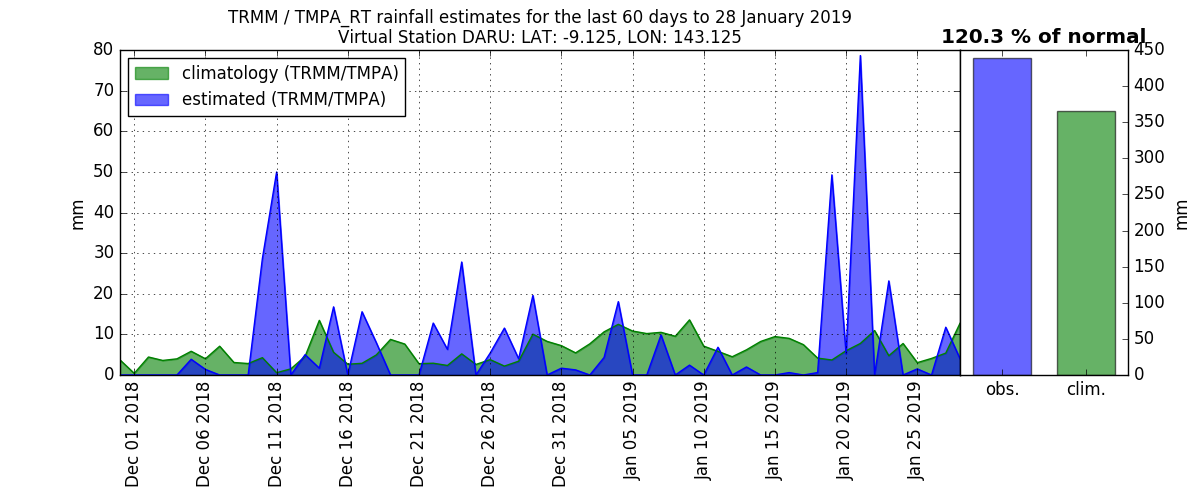 TRMM / TMPA_RT rainfall estimates for the last 60 days to 28 January 2019
Virtual Station DARU: LAT: -9.125, LON: 143.125
120.3 % of normal
climatology (TRMM/TMPA)
estimated (TRMM/TMPA)
mm
80
70
60
50
40
30
20
10
0
Dec 01 2018
Dec 06 2018
Dec 11 2018
Dec 16 2018
Dec 21 2018
Dec 26 2018
Dec 31 2018
Jan 05 2019
Jan 10 2019
Jan 15 2019
Jan 20 2019
Jan 25 2019
obs.
clim.
450
400
350
300
250
200
150
100
50
0
mm